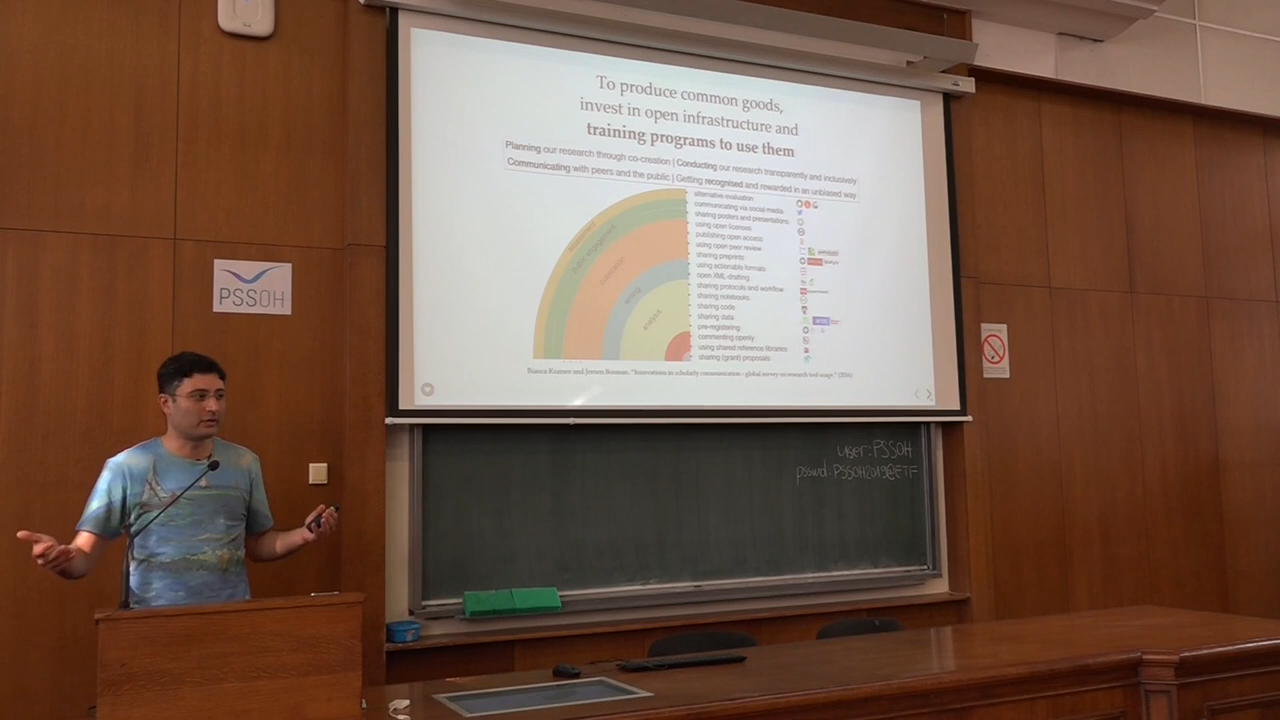 To produce common goods,
invest in open infrastructure and
training programs to use them
Planning our research through co-creation | Conducting our research transparently and inclusively
Communicating with peers and the public | Getting recognised and rewarded in an unbiased way
alternative evaluation
communicating via social media
sharing posters and presentations
using open licenses
publishing open access
using open peer review
sharing preprints
using actionable formats
open XML-drafting
sharing protocols and workflow
sharing notebooks
sharing code
sharing data
pre-registering
commenting openly
using shared reference libraries
sharing (grant) proposals
writing
analysis
Bianca Kramer and Jeroen Bosman. "Innovations in scholarly communication - global survey on research tool usage." (2016)
PSSOH
user: PSSOH
psswd: PSSOH2019@ETF